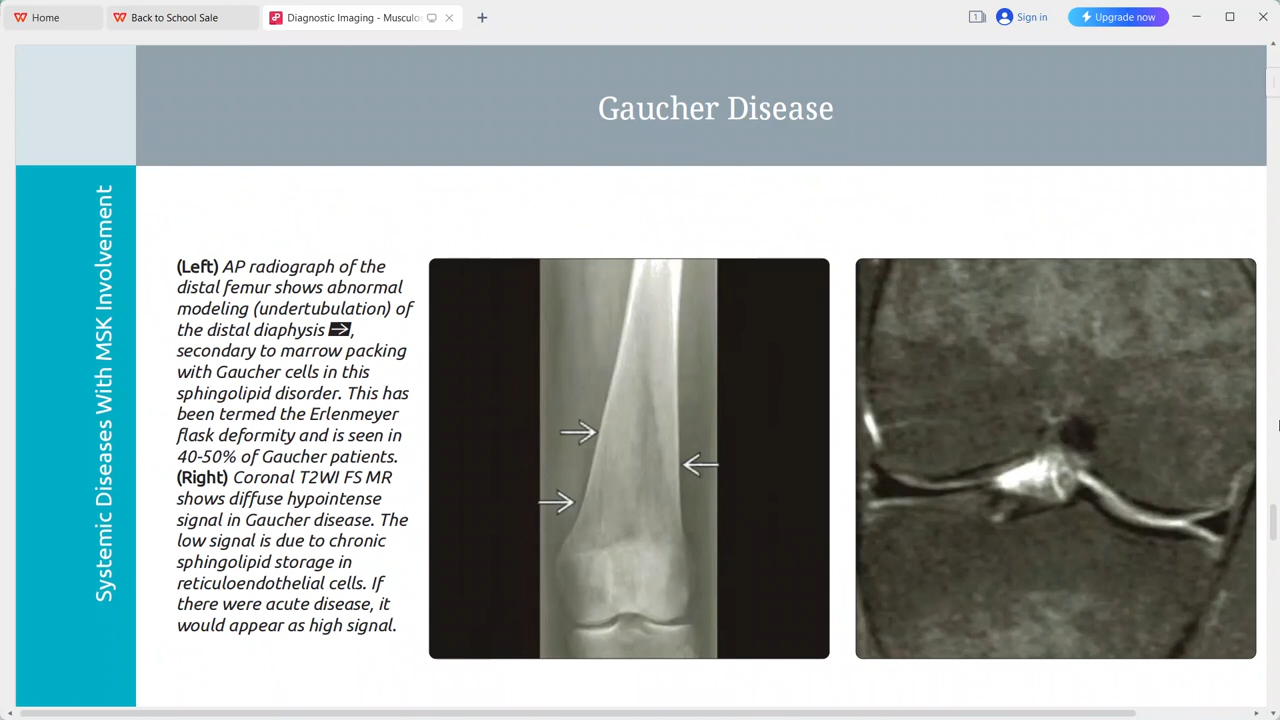 Home
Back to School Sale
Diagnostic Imaging - Musculo
1
Sign in
Upgrade now
Gaucher Disease
Systemic Diseases With MSK Involvement
(Left) AP radiograph of the
distal femur shows abnormal
modeling (undertubulation) of
the distal diaphysis ➡,
secondary to marrow packing
with Gaucher cells in this
sphingolipid disorder. This has
been termed the Erlenmeyer
flask deformity and is seen in
40-50% of Gaucher patients.
(Right) Coronal T2WI FS MR
shows diffuse hypointense
signal in Gaucher disease. The
low signal is due to chronic
sphingolipid storage in
reticuloendothelial cells. If
there were acute disease, it
would appear as high signal.